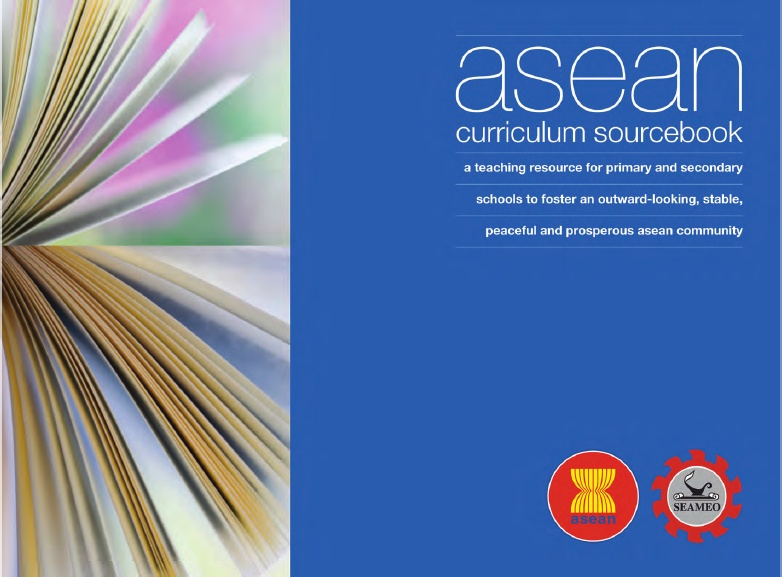 asean
curriculum sourcebook
a teaching resource for primary and secondary
schools to foster an outward-looking, stable,
peaceful and prosperous asean community
asean
SEAMEO